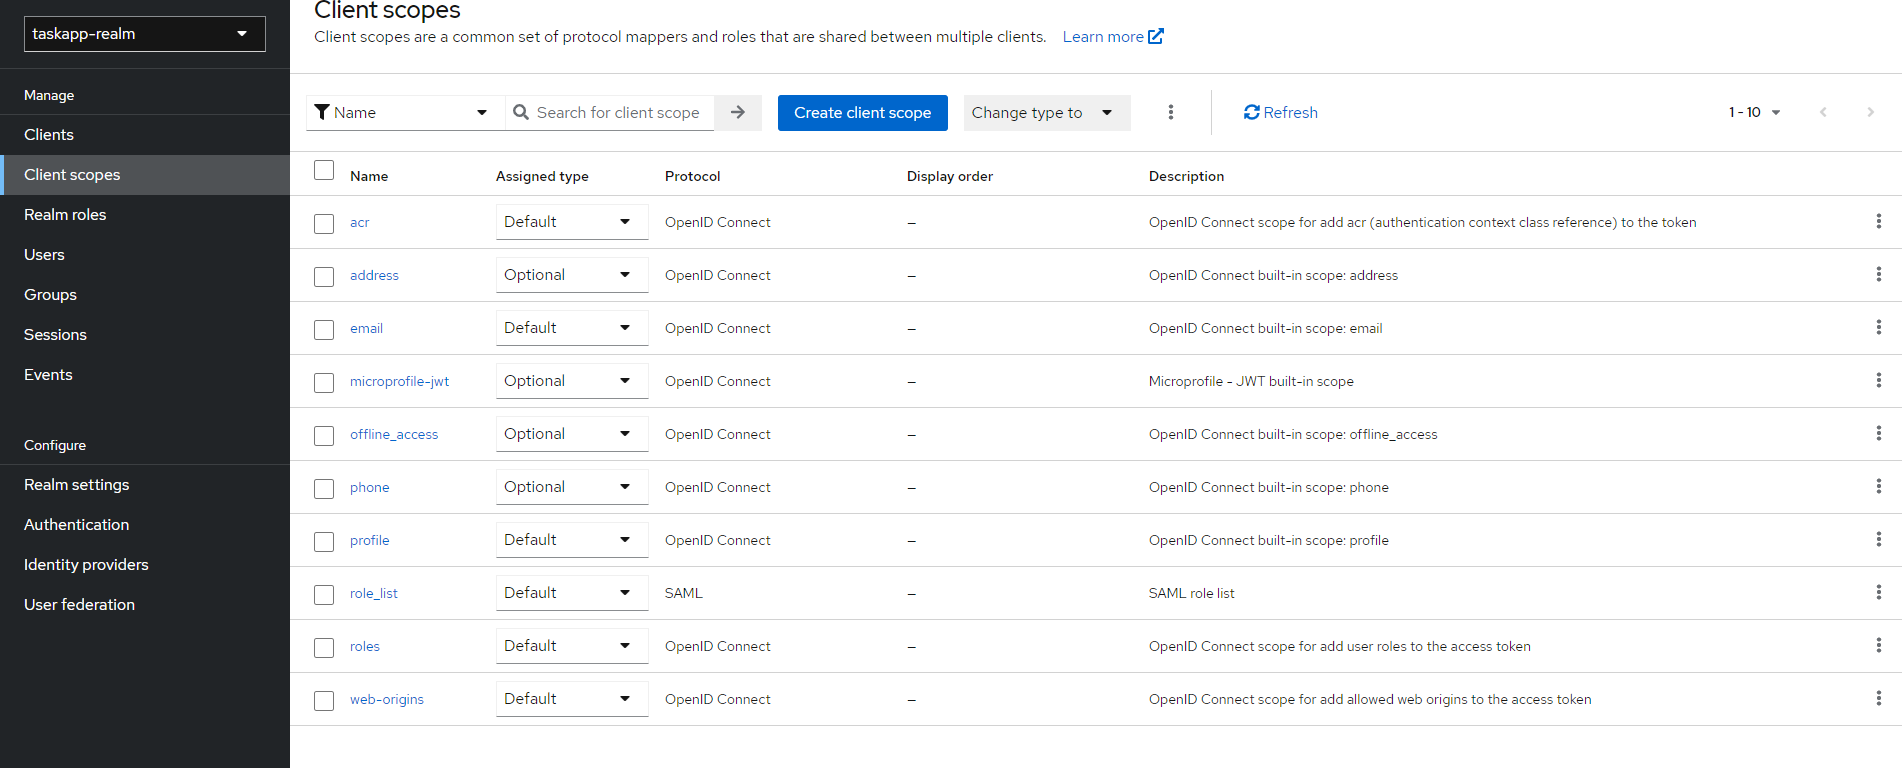 taskapp-realm
Manage
Clients
Client scopes
Realm roles
Users
Groups
Sessions
Events
Configure
Realm settings
Authentication
Identity providers
User federation
Client scopes
Client scopes are a common set of protocol mappers and roles that are shared between multiple clients. Learn more
Name Search for client scope Create client scope Change type to Refresh 1 - 10
Name Assigned type Protocol Display order Description
acr Default OpenID Connect – OpenID Connect scope for add acr (authentication context class reference) to the token
address Optional OpenID Connect – OpenID Connect built-in scope: address
email Default OpenID Connect – OpenID Connect built-in scope: email
microprofile-jwt Optional OpenID Connect – Microprofile - JWT built-in scope
offline_access Optional OpenID Connect – OpenID Connect built-in scope: offline_access
phone Optional OpenID Connect – OpenID Connect built-in scope: phone
profile Default OpenID Connect – OpenID Connect built-in scope: profile
role_list Default SAML – SAML role list
roles Default OpenID Connect – OpenID Connect scope for add user roles to the access token
web-origins Default OpenID Connect – OpenID Connect scope for add allowed web origins to the access token